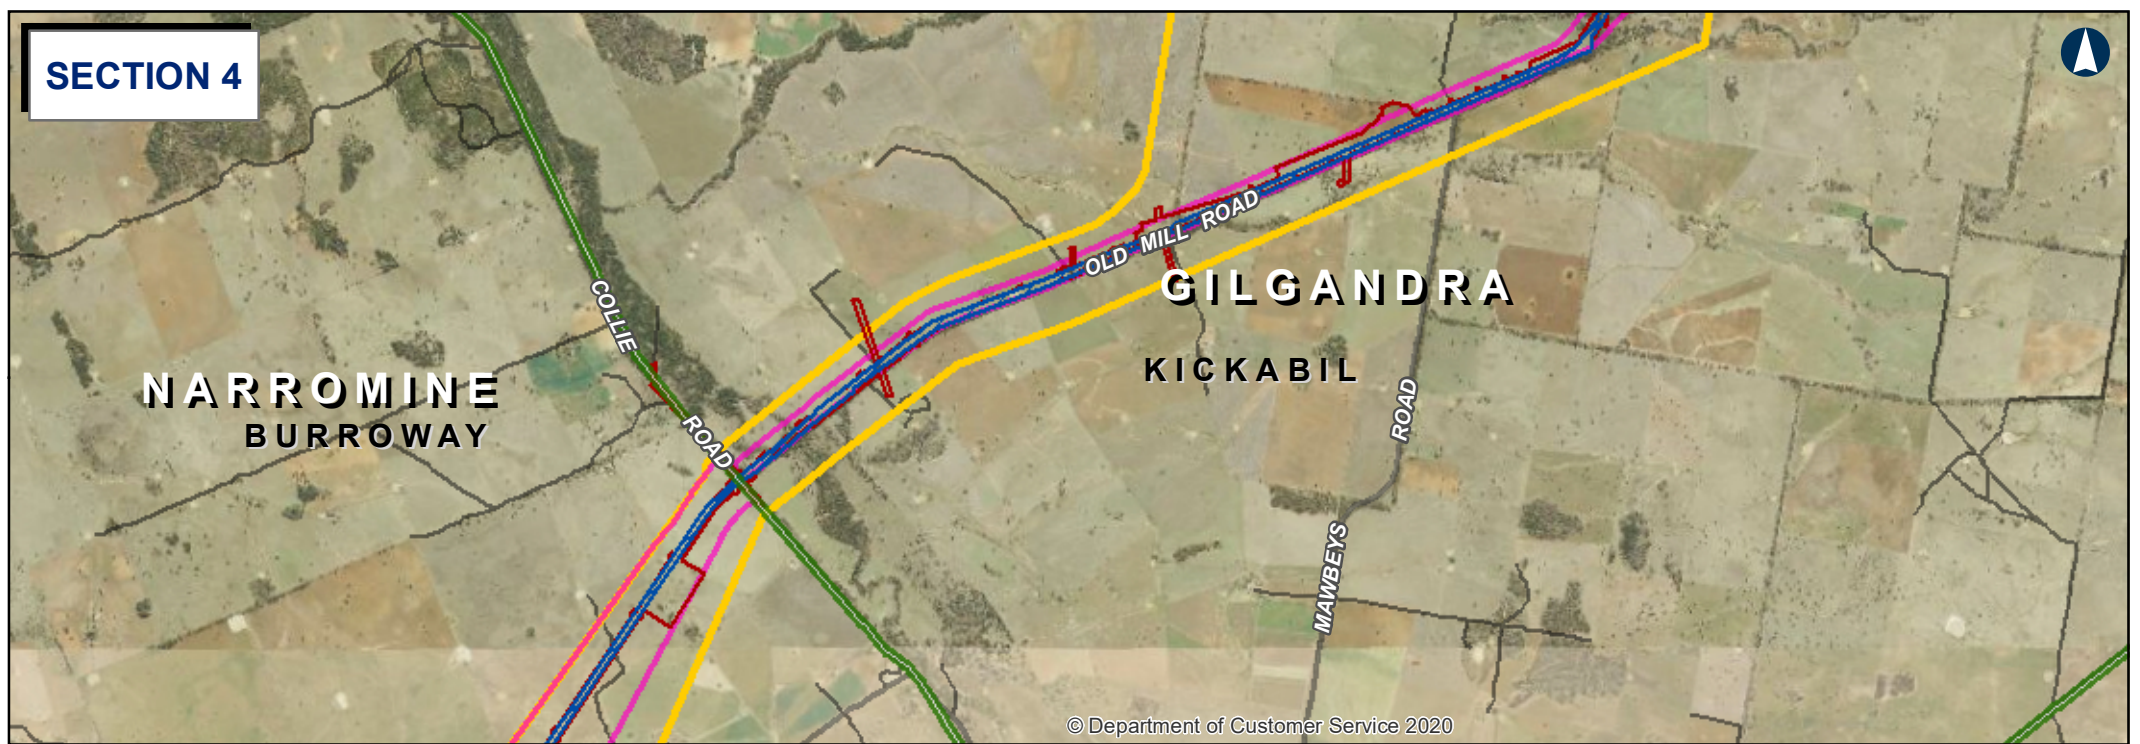 SECTION 4
OLD MILL ROAD
GILGANDRA
COLLIE
KICKABIL
NARROMINE
BURROWAY
ROAD
ROAD
MAWBEYS
© Department of Customer Service 2020